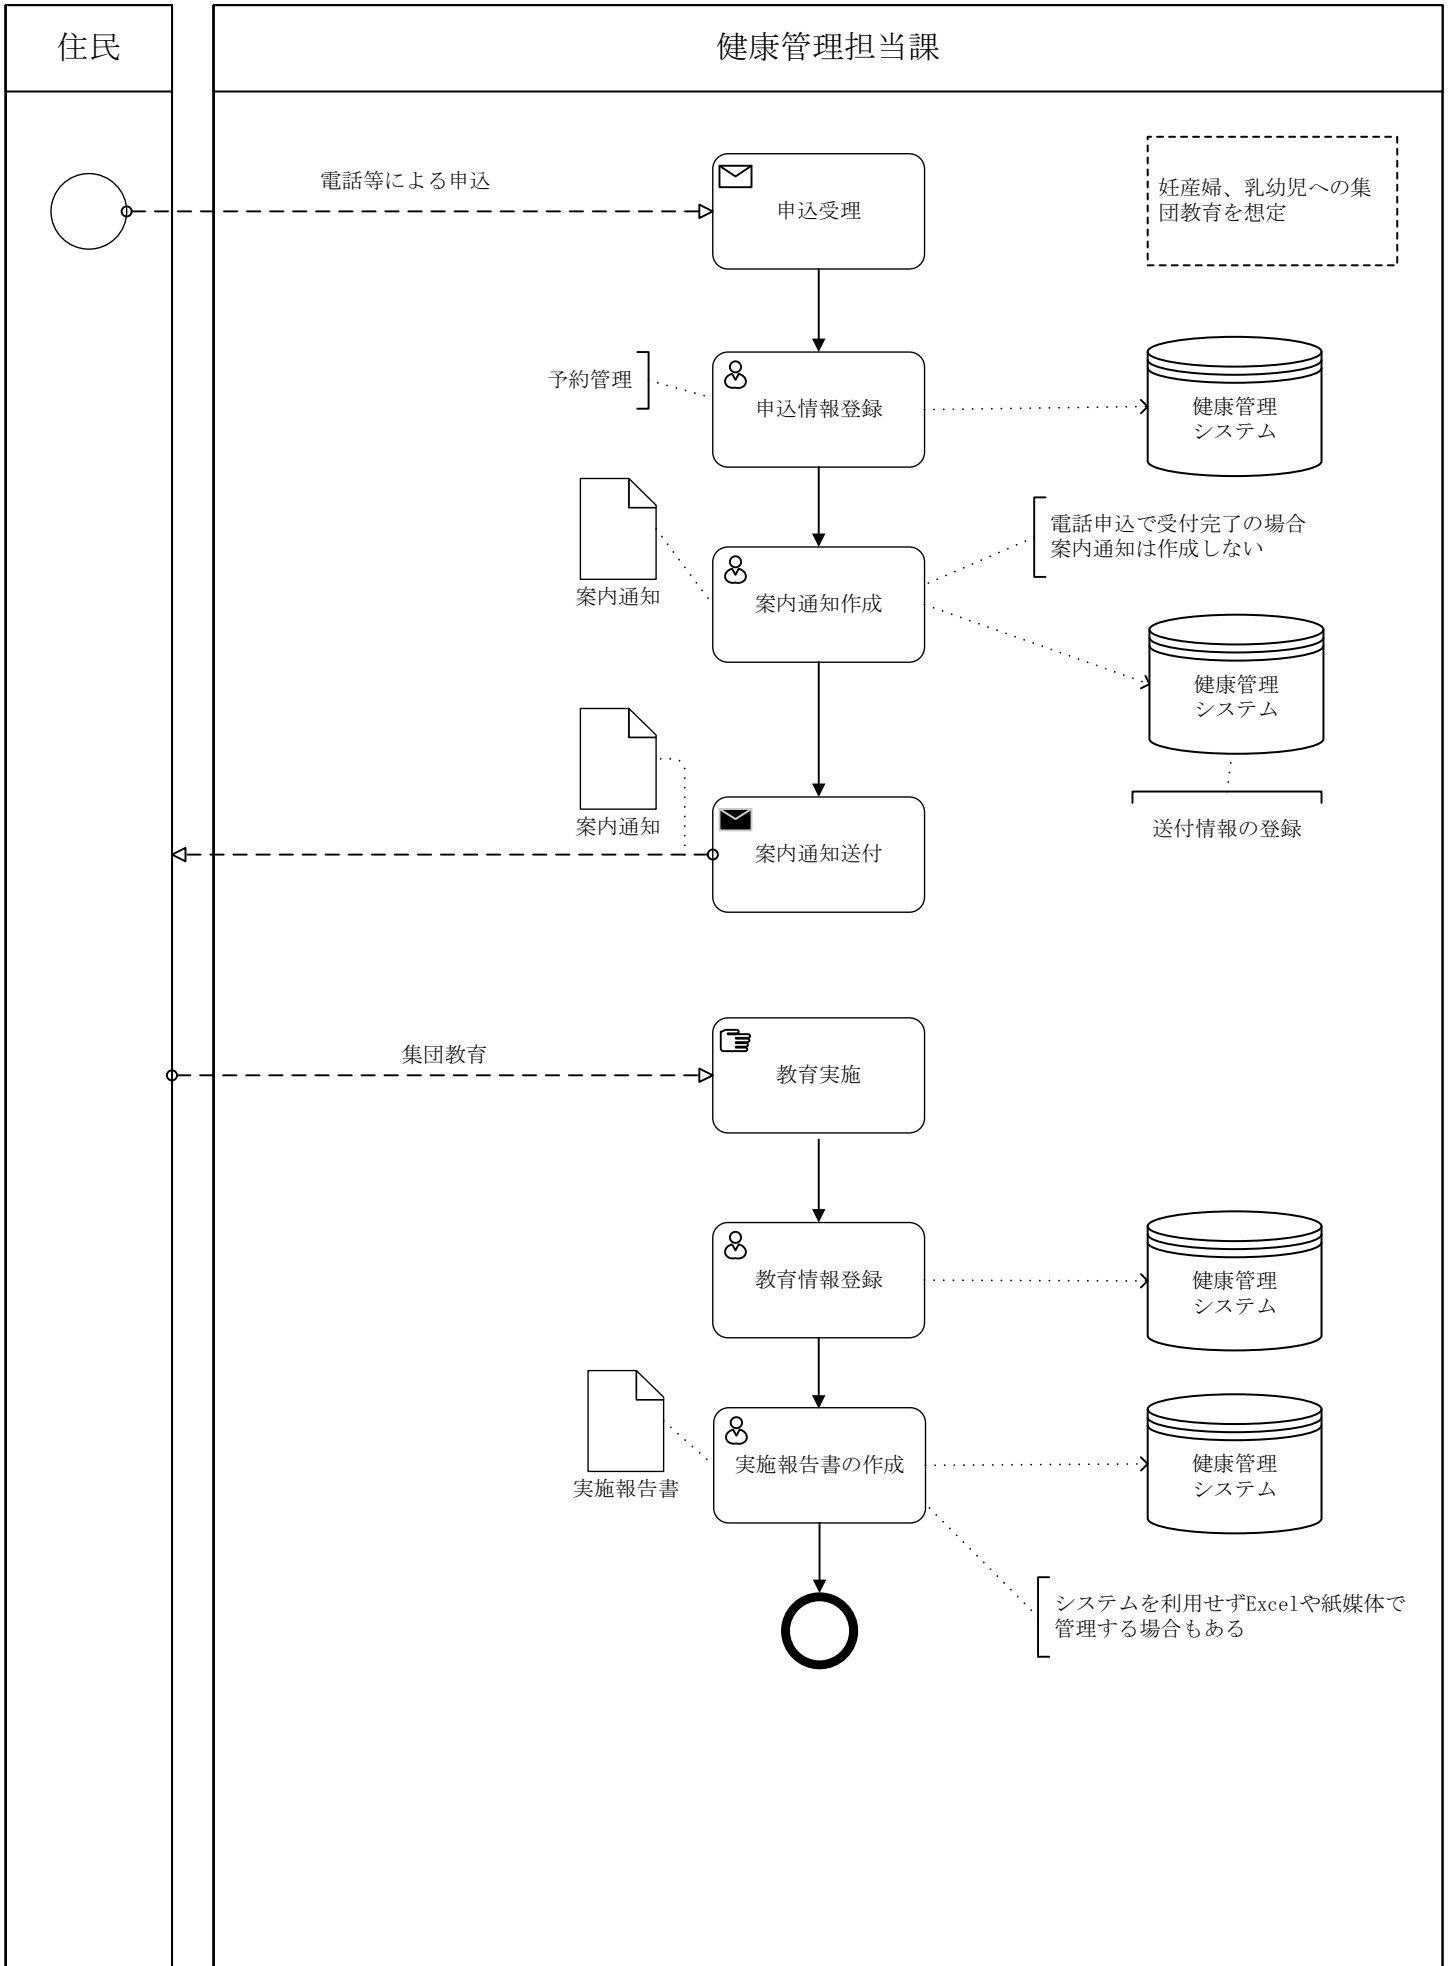 住民
健康管理担当課
電話等による申込
申込受理
妊産婦、乳幼児への集
団教育を想定
予約管理
申込情報登録
健康管理
システム
電話申込で受付完了の場合
案内通知は作成しない
案内通知
案内通知作成
健康管理
システム
案内通知
案内通知送付
送付情報の登録
集団教育
教育実施
教育情報登録
健康管理
システム
実施報告書の作成
健康管理
システム
実施報告書
システムを利用せずExcelや紙媒体で
管理する場合もある